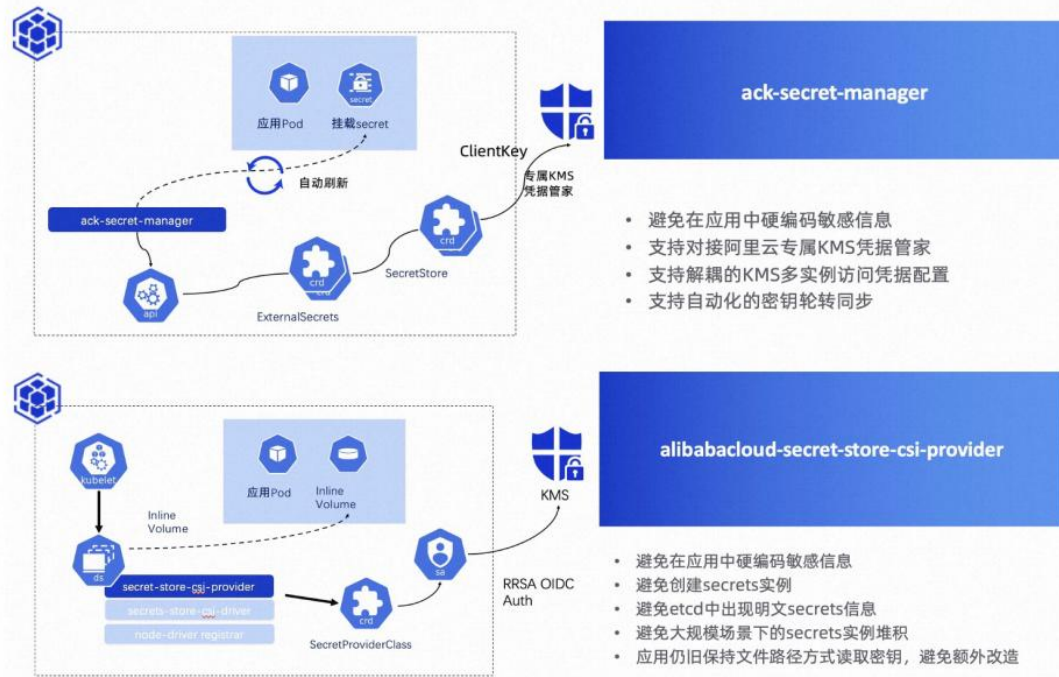 secret
应用Pod
挂载secret
ClientKey
专属KMS
凭据管家
自动刷新
ack-secret-manager
crd
SecretStore
crd
api
ExternalSecrets
ack-secret-manager
• 避免在应用中硬编码敏感信息
• 支持对接阿里云专属KMS凭据管家
• 支持解耦的KMS多实例访问凭据配置
• 支持自动化的密钥轮转同步
kubelet
应用Pod
Inline
Volume
Inline
Volume
KMS
ds
sa
secret-store-csi-provider
secrets-store-csi-driver
node-driver registrar
crd
SecretProviderClass
RRSA OIDC
Auth
alibabacloud-secret-store-csi-provider
• 避免在应用中硬编码敏感信息
• 避免创建secrets实例
• 避免etcd中出现明文secrets信息
• 避免大规模场景下的secrets实例堆积
• 应用仍旧保持文件路径方式读取密钥，避免额外改造